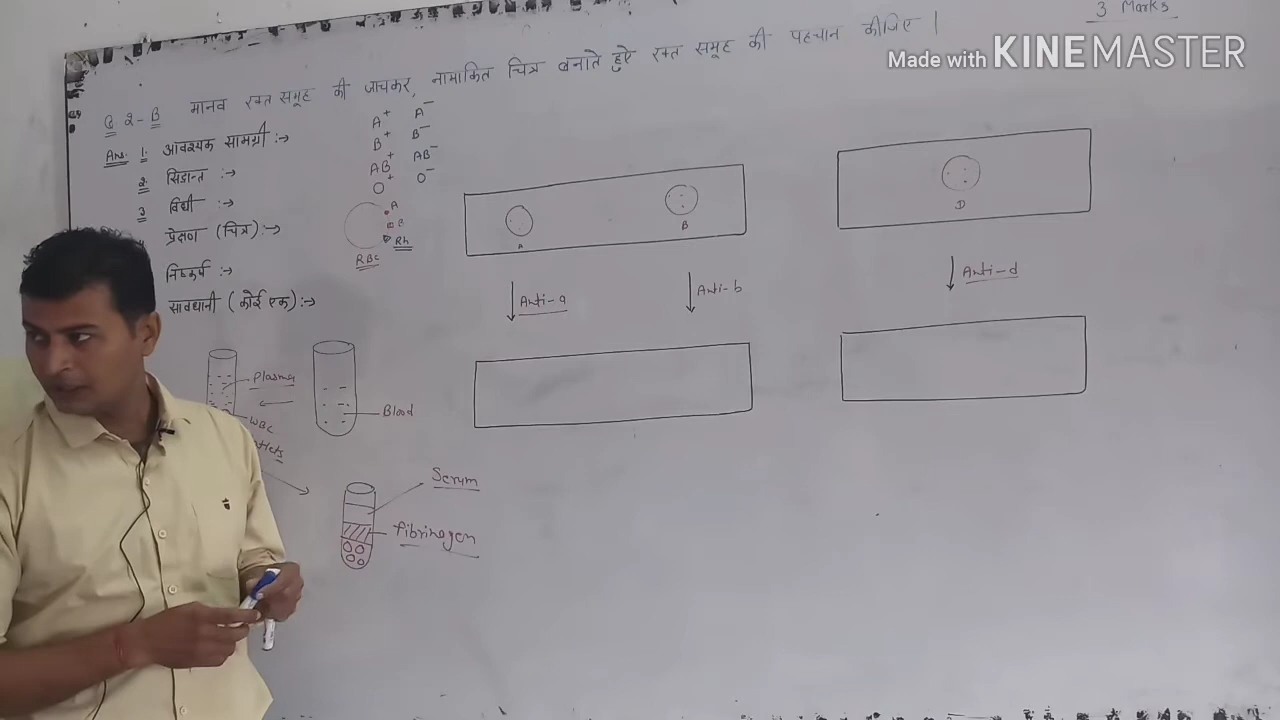 3 Marks
Made with KINEMASTER
Q 2-B मानव रक्त समूह की जांचकर, नामांकित चित्र बनाते हुए रक्त समूह की पहचान कीजिए।
Ans. 1. आवश्यक सामग्री :→
2. सिद्धान्त :→
3. विधी :→
प्रेक्षण (चित्र) :→
निष्कर्ष :→
सावधानी (कोई एक) :→
A⁺ A⁻
B⁺ B⁻
AB⁺ AB⁻
O⁺ O⁻
A
B
Rh
RBC
A B
D
Anti-a Anti-b
Anti-d
Plasma
WBC
Blood
Serum
fibrinogen